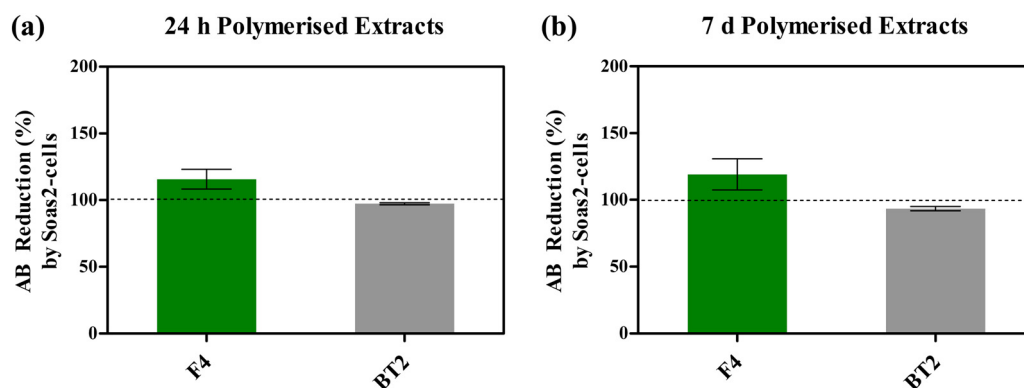 (a) 24 h Polymerised Extracts
200
150
100
50
0
AB Reduction (%)
by Soas2-cells
F4
BT2
(b) 7 d Polymerised Extracts
200
150
100
50
0
AB Reduction (%)
by Soas2-cells
F4
BT2